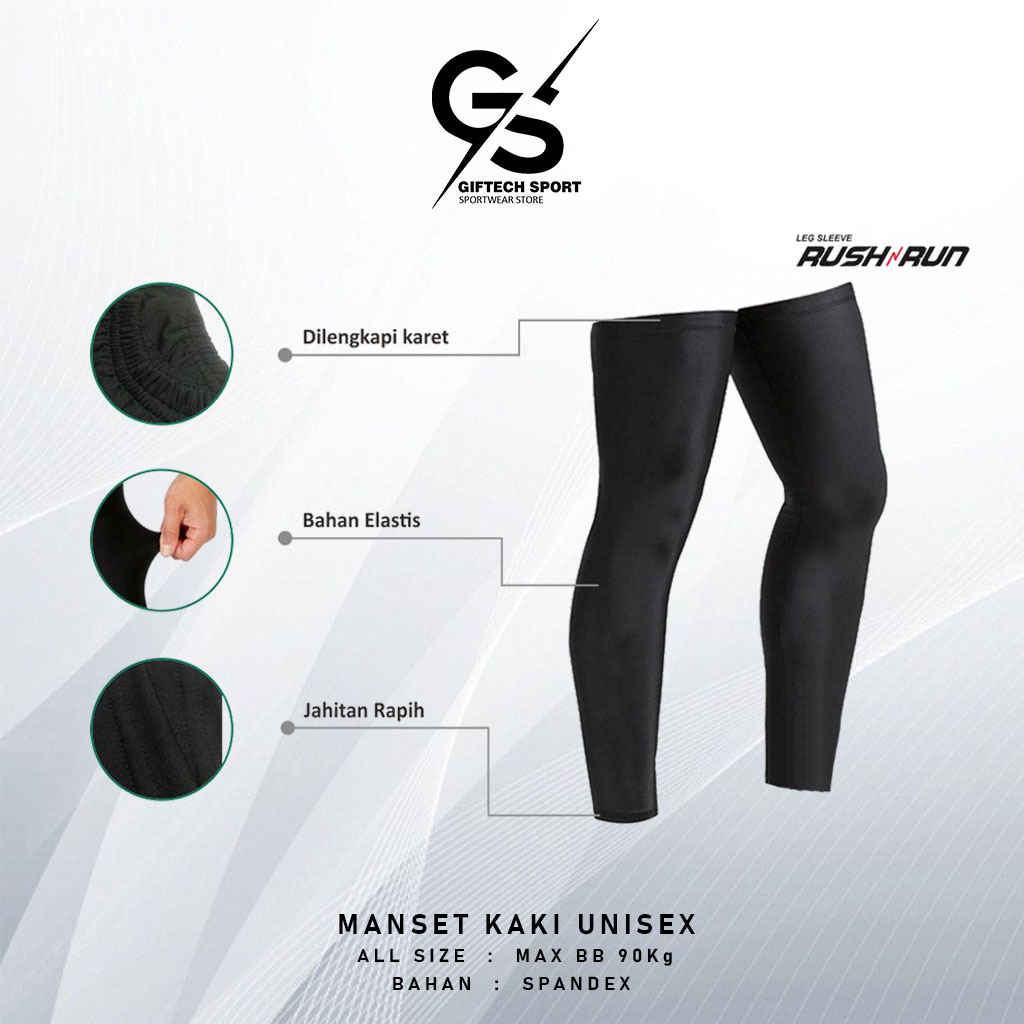 GS
GIFTECH SPORT
SPORTWEAR STORE
LEG SLEEVE
RUSH N RUN
Dilengkapi karet
Bahan Elastis
Jahitan Rapih
MANSET KAKI UNISEX
ALL SIZE : MAX BB 90Kg
BAHAN : SPANDEX